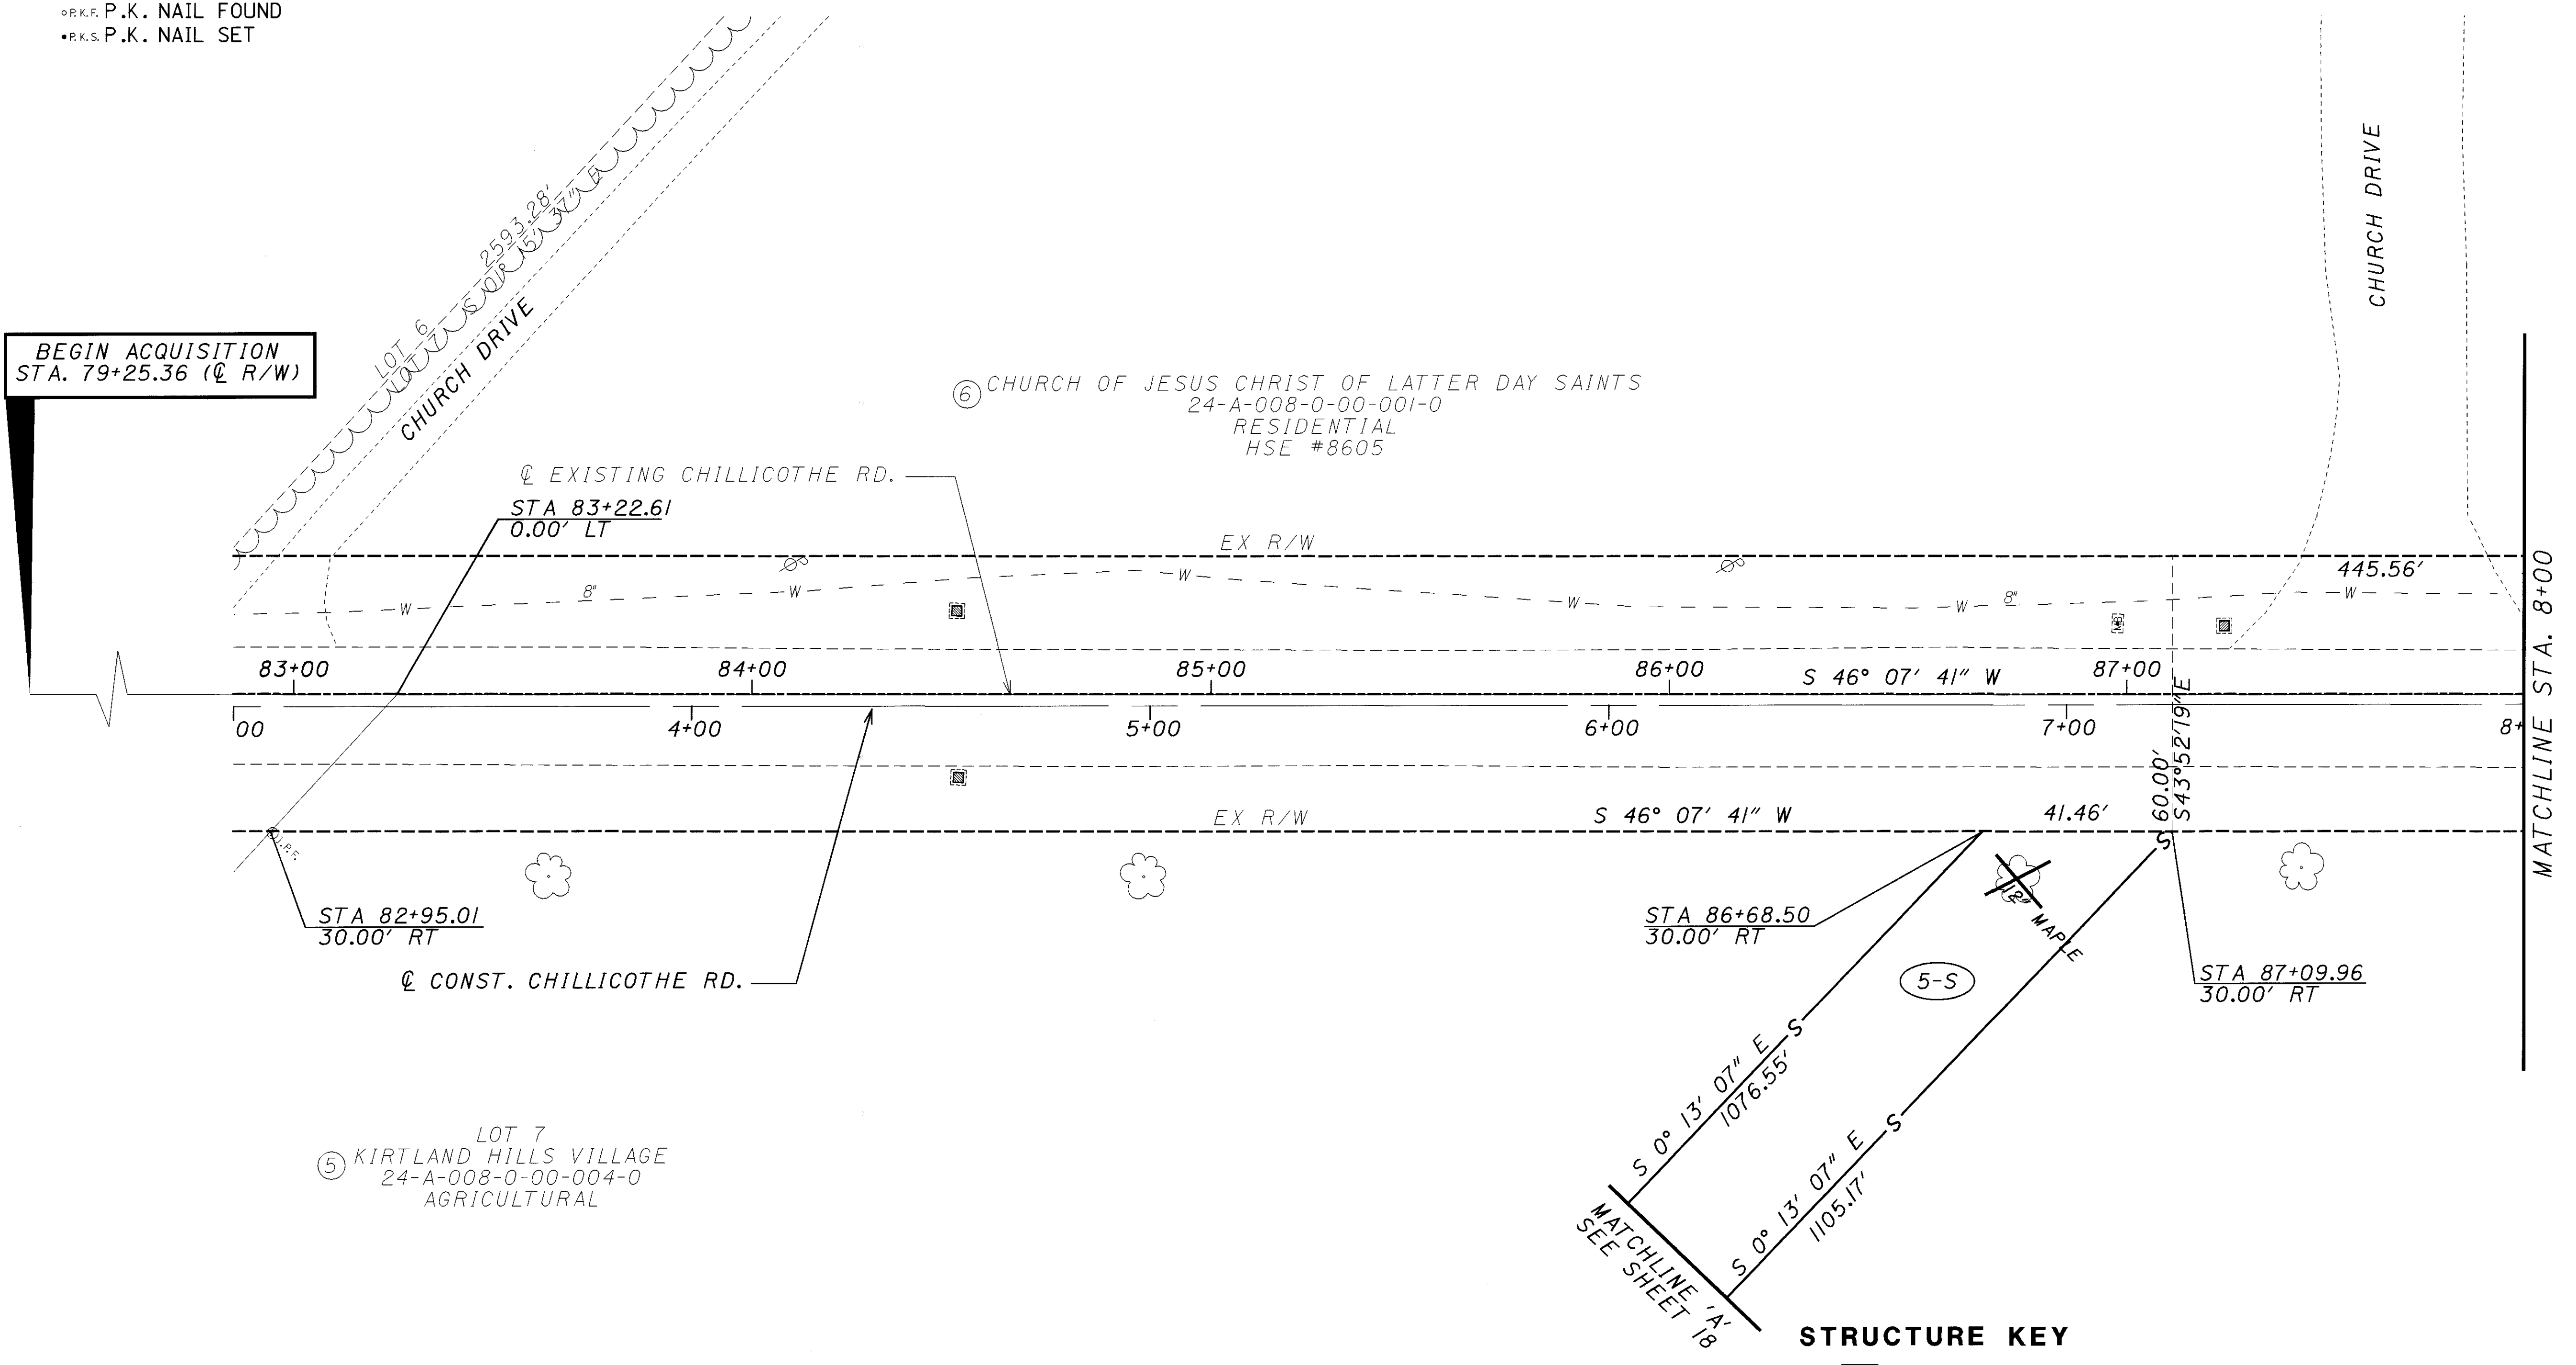 ○P.K.F. P.K. NAIL FOUND
●P.K.S. P.K. NAIL SET
BEGIN ACQUISITION
STA. 79+25.36 (℄ R/W)
2593.28'
LOT 6
LOT 7 S 01° 15' 37" E
CHURCH DRIVE
CHURCH DRIVE
⑥ CHURCH OF JESUS CHRIST OF LATTER DAY SAINTS
24-A-008-0-00-001-0
RESIDENTIAL
HSE #8605
℄ EXISTING CHILLICOTHE RD.
STA 83+22.61
0.00' LT
EX R/W
445.56'
W 8" W W W W 8" W
MB
83+00 84+00 85+00 86+00 S 46° 07' 41" W 87+00
00 4+00 5+00 6+00 7+00 8+
60.00'
S43°52'19"E
MATCHLINE STA. 8+00
EX R/W S 46° 07' 41" W 41.46' S
I.P.F.
STA 82+95.01
30.00' RT
℄ CONST. CHILLICOTHE RD.
STA 86+68.50
30.00' RT
12" MAPLE
5-S
STA 87+09.96
30.00' RT
S 0° 13' 07" E S
1076.55'
S 0° 13' 07" E S
1105.17'
LOT 7
⑤ KIRTLAND HILLS VILLAGE
24-A-008-0-00-004-0
AGRICULTURAL
MATCHLINE 'A'
SEE SHEET 18
STRUCTURE KEY